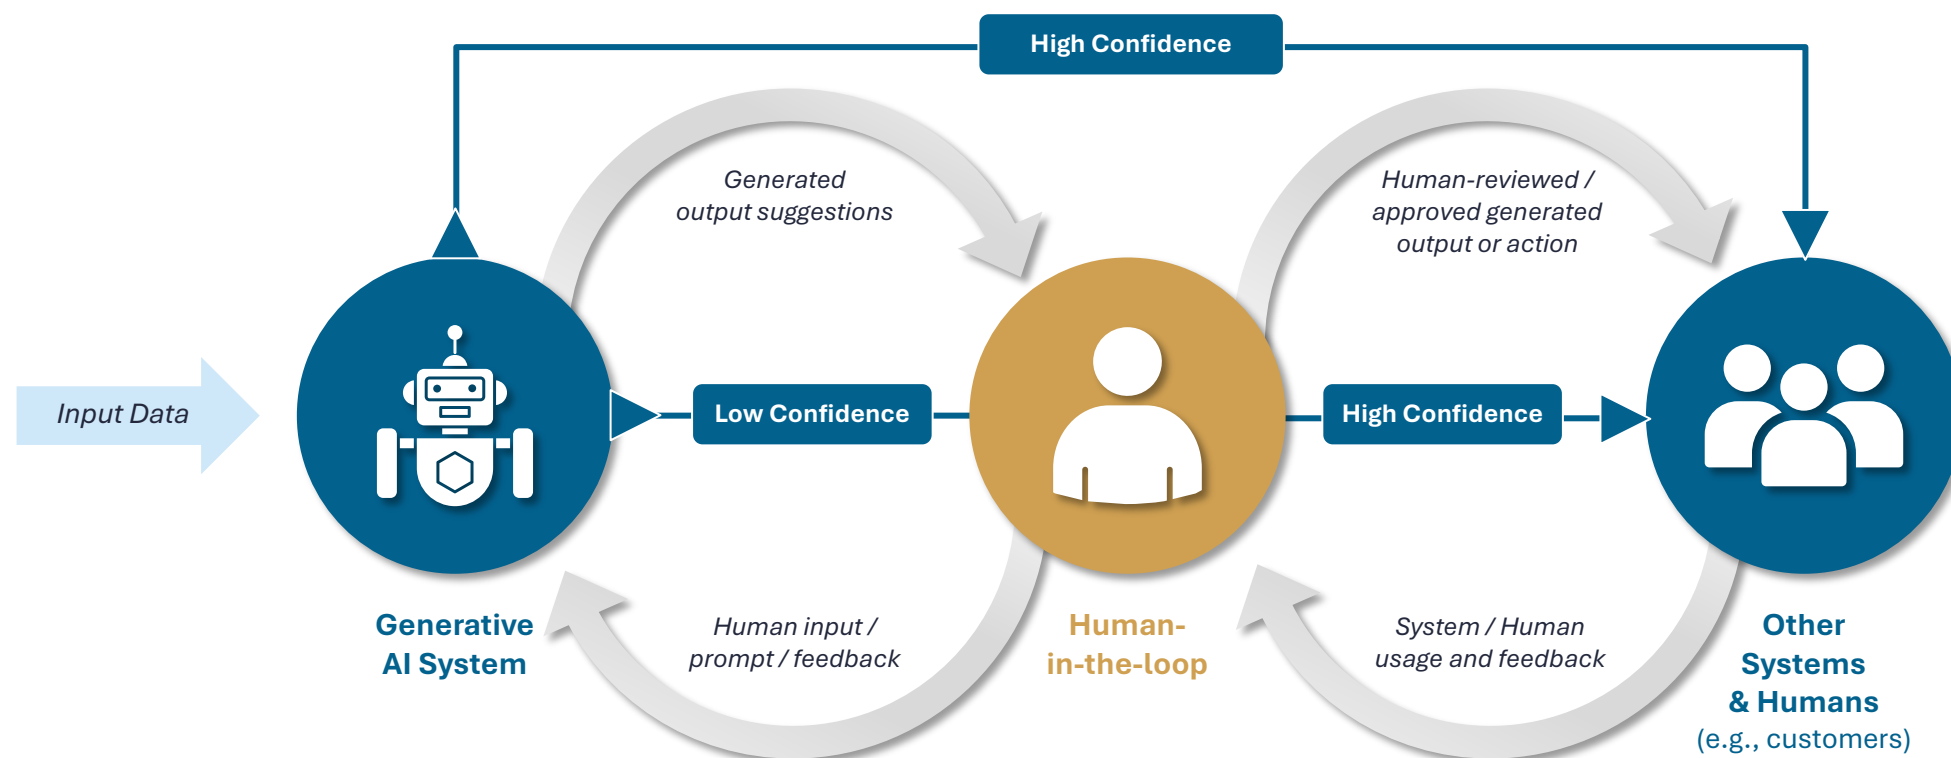 High Confidence
Generated
output suggestions
Human-reviewed /
approved generated
output or action
Input Data
Low Confidence
High Confidence
Generative
AI System
Human input /
prompt / feedback
Human-
in-the-loop
System / Human
usage and feedback
Other
Systems
& Humans
(e.g., customers)